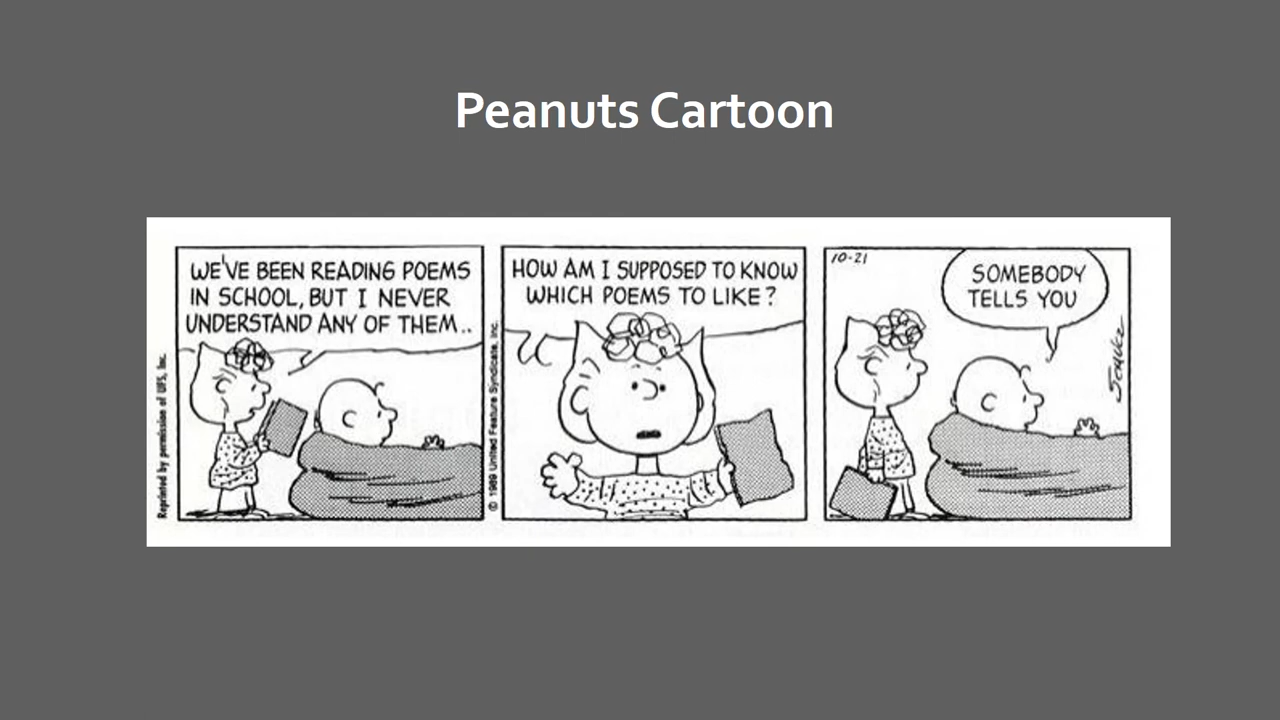 Peanuts Cartoon
WE'VE BEEN READING POEMS
IN SCHOOL, BUT I NEVER
UNDERSTAND ANY OF THEM..
HOW AM I SUPPOSED TO KNOW
WHICH POEMS TO LIKE?
10-21
SOMEBODY
TELLS YOU
SCHULZ
Reprinted by permission of UFS, Inc.
© 1989 United Feature Syndicate, Inc.